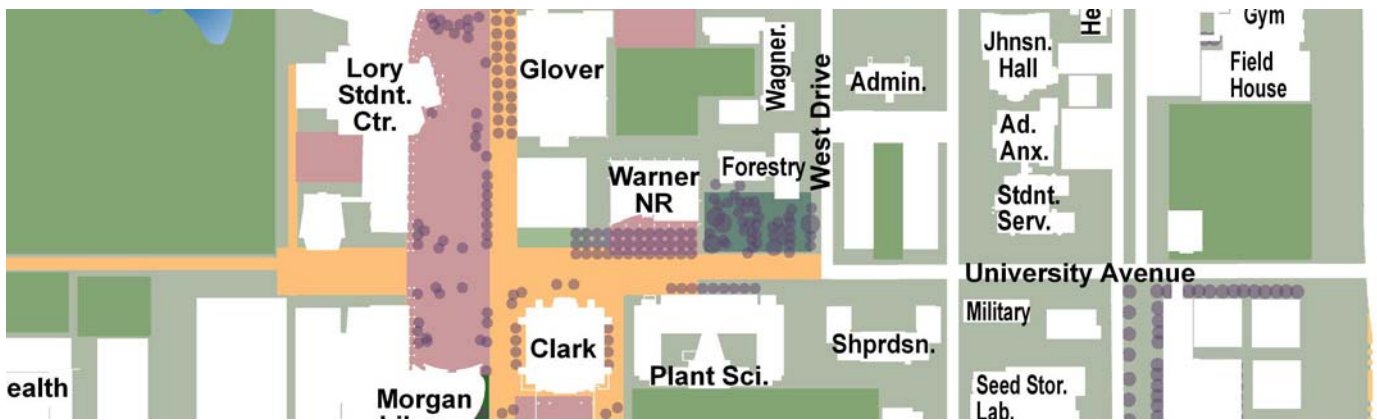 Lory
Stdnt.
Ctr.
Glover
Wagner.
West Drive
Admin.
Jhnsn.
Hall
He
Gym
Field
House
Ad.
Anx.
Warner
NR
Forestry
Stdnt.
Serv.
University Avenue
Military
Clark
Plant Sci.
Shprdsn.
Seed Stor.
Lab.
ealth
Morgan